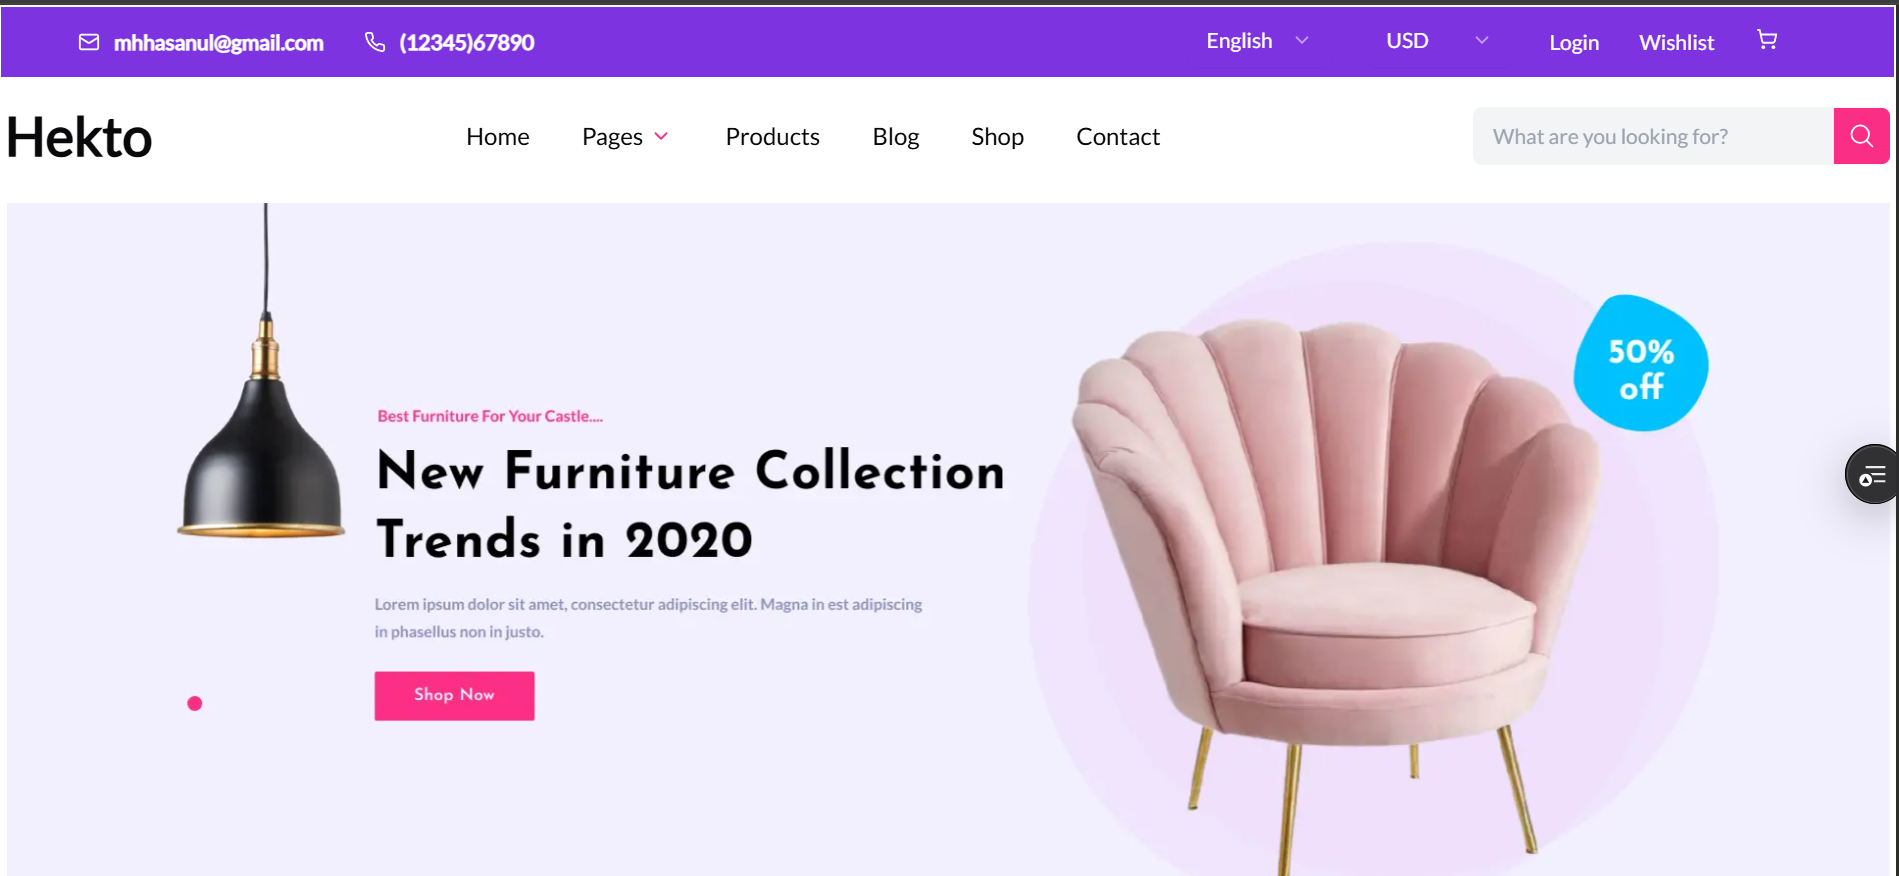 mhhasanul@gmail.com (12345)67890 English USD Login Wishlist
Hekto Home Pages Products Blog Shop Contact What are you looking for?
50%
off
Best Furniture For Your Castle....
New Furniture Collection
Trends in 2020
Lorem ipsum dolor sit amet, consectetur adipiscing elit. Magna in est adipiscing
in phasellus non in justo.
Shop Now